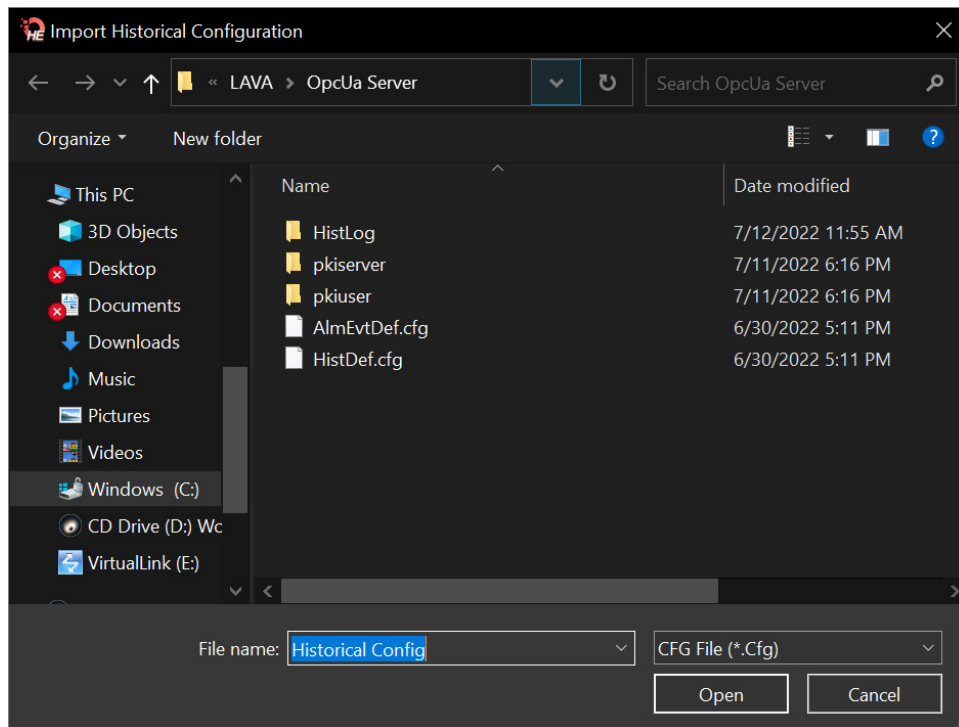 HE Import Historical Configuration
« LAVA > OpcUa Server
Search OpcUa Server
Organize
New folder
Name
Date modified
This PC
3D Objects
Desktop
Documents
Downloads
Music
Pictures
Videos
Windows (C:)
CD Drive (D:) Wo
VirtualLink (E:)
HistLog 7/12/2022 11:55 AM
pkiserver 7/11/2022 6:16 PM
pkiuser 7/11/2022 6:16 PM
AlmEvtDef.cfg 6/30/2022 5:11 PM
HistDef.cfg 6/30/2022 5:11 PM
File name: Historical Config
CFG File (*.Cfg)
Open
Cancel